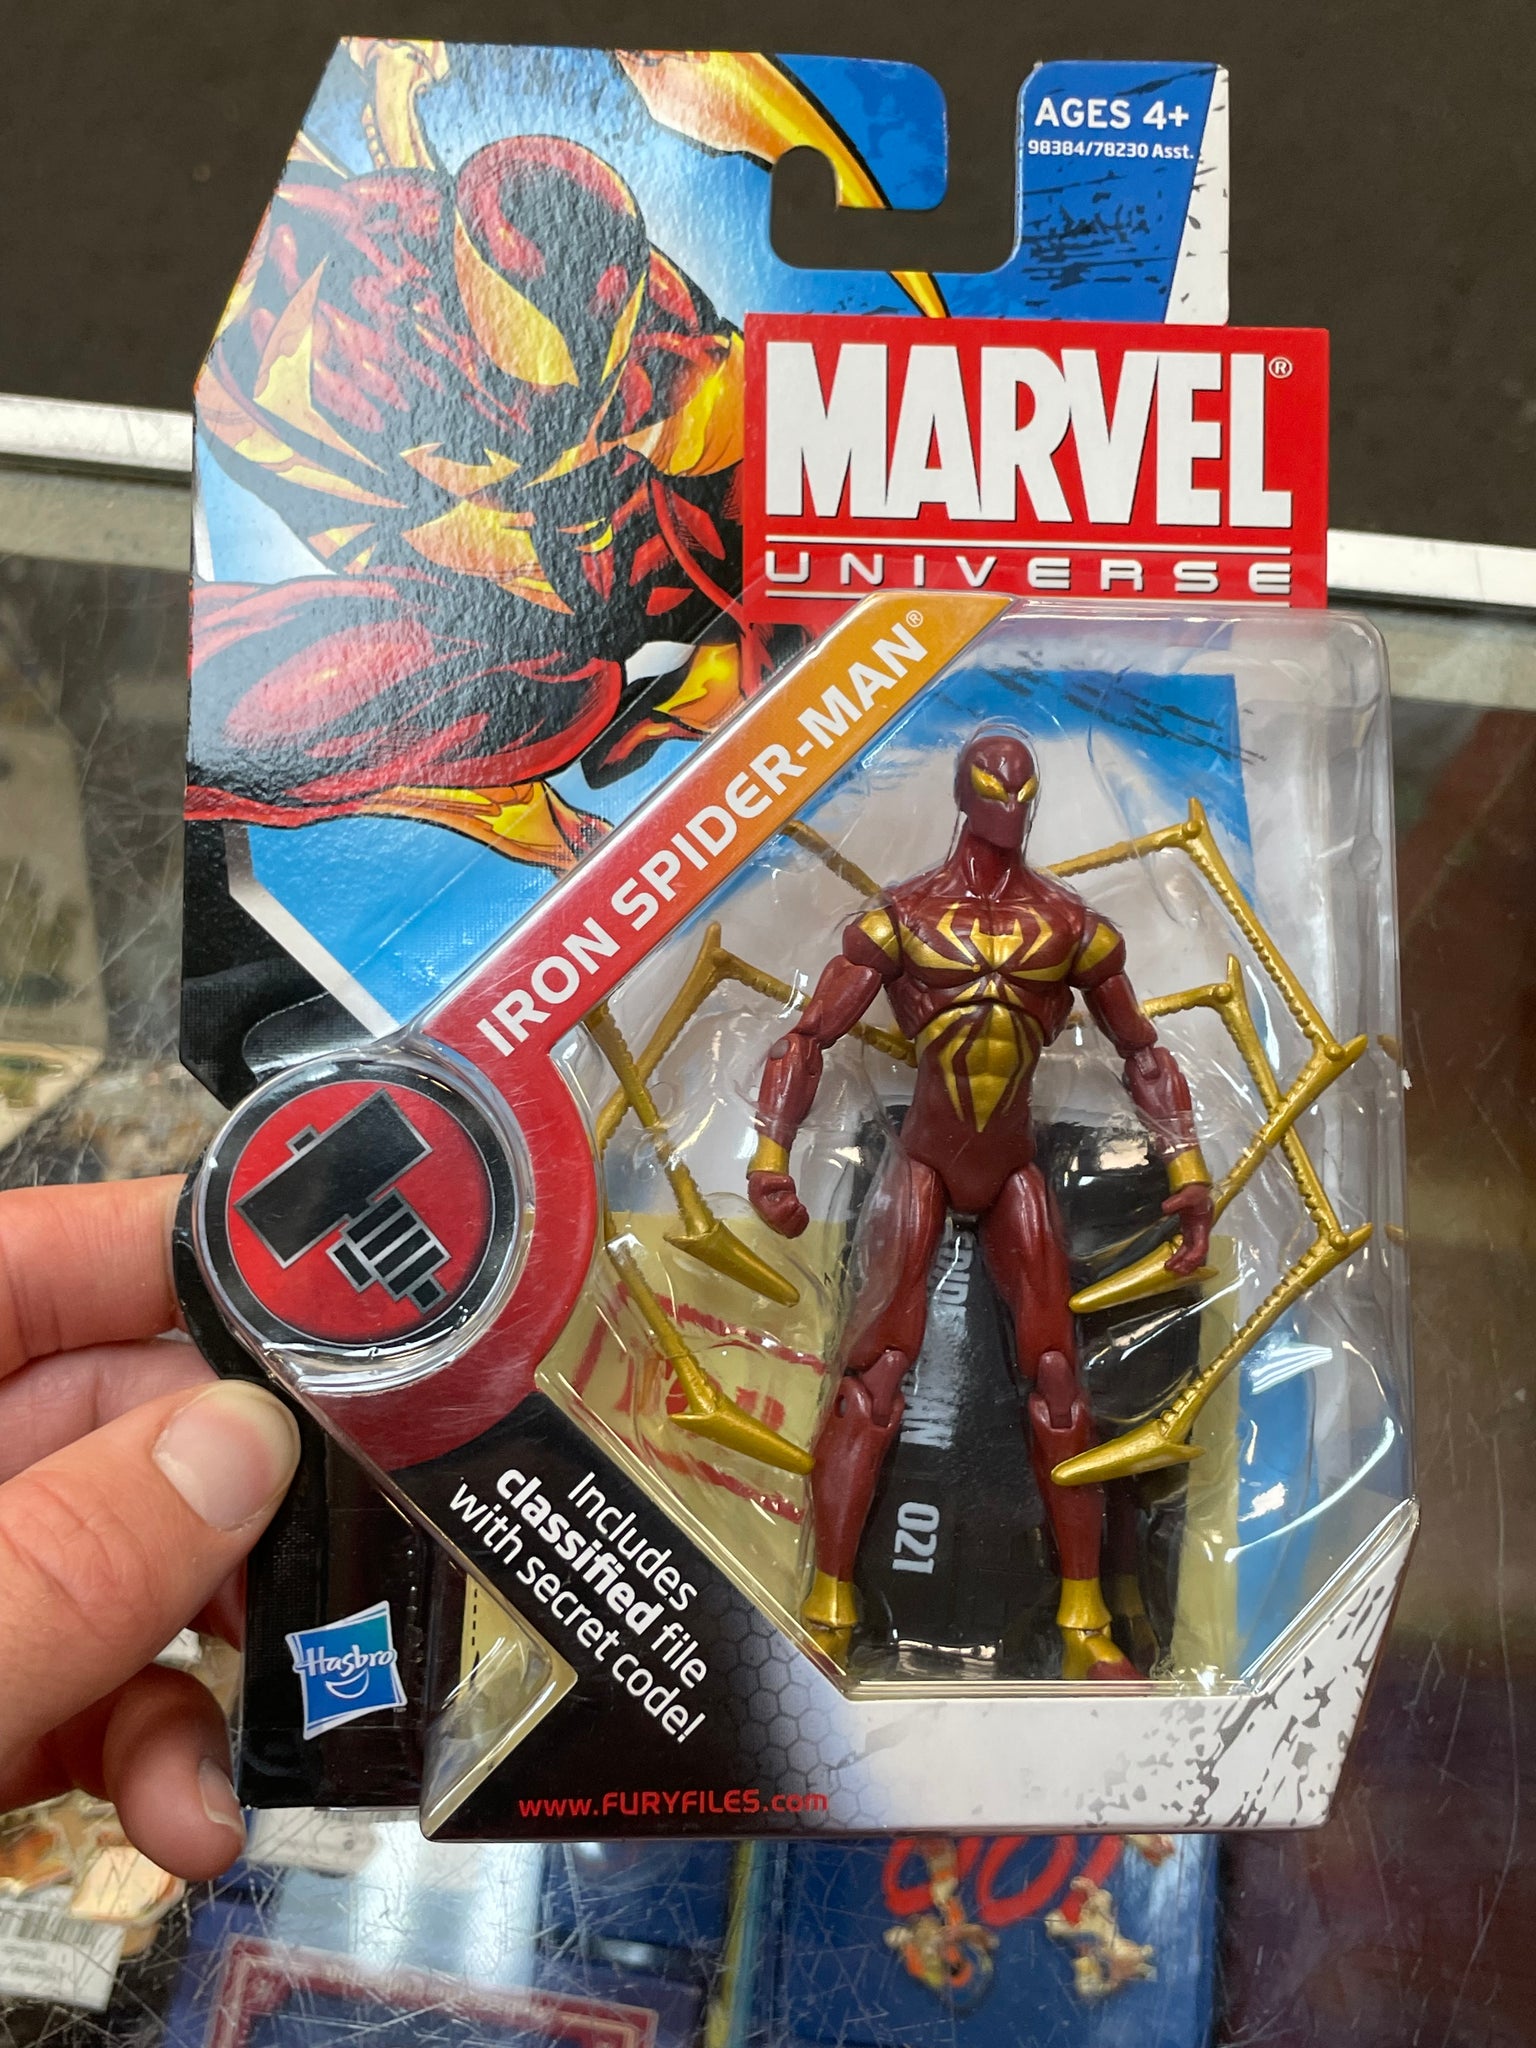 AGES 4+
98384/78230 Asst.
MARVEL®
UNIVERSE
IRON SPIDER-MAN®
021
Includes
classified file
with secret code!
Hasbro
www.FURYFILES.com